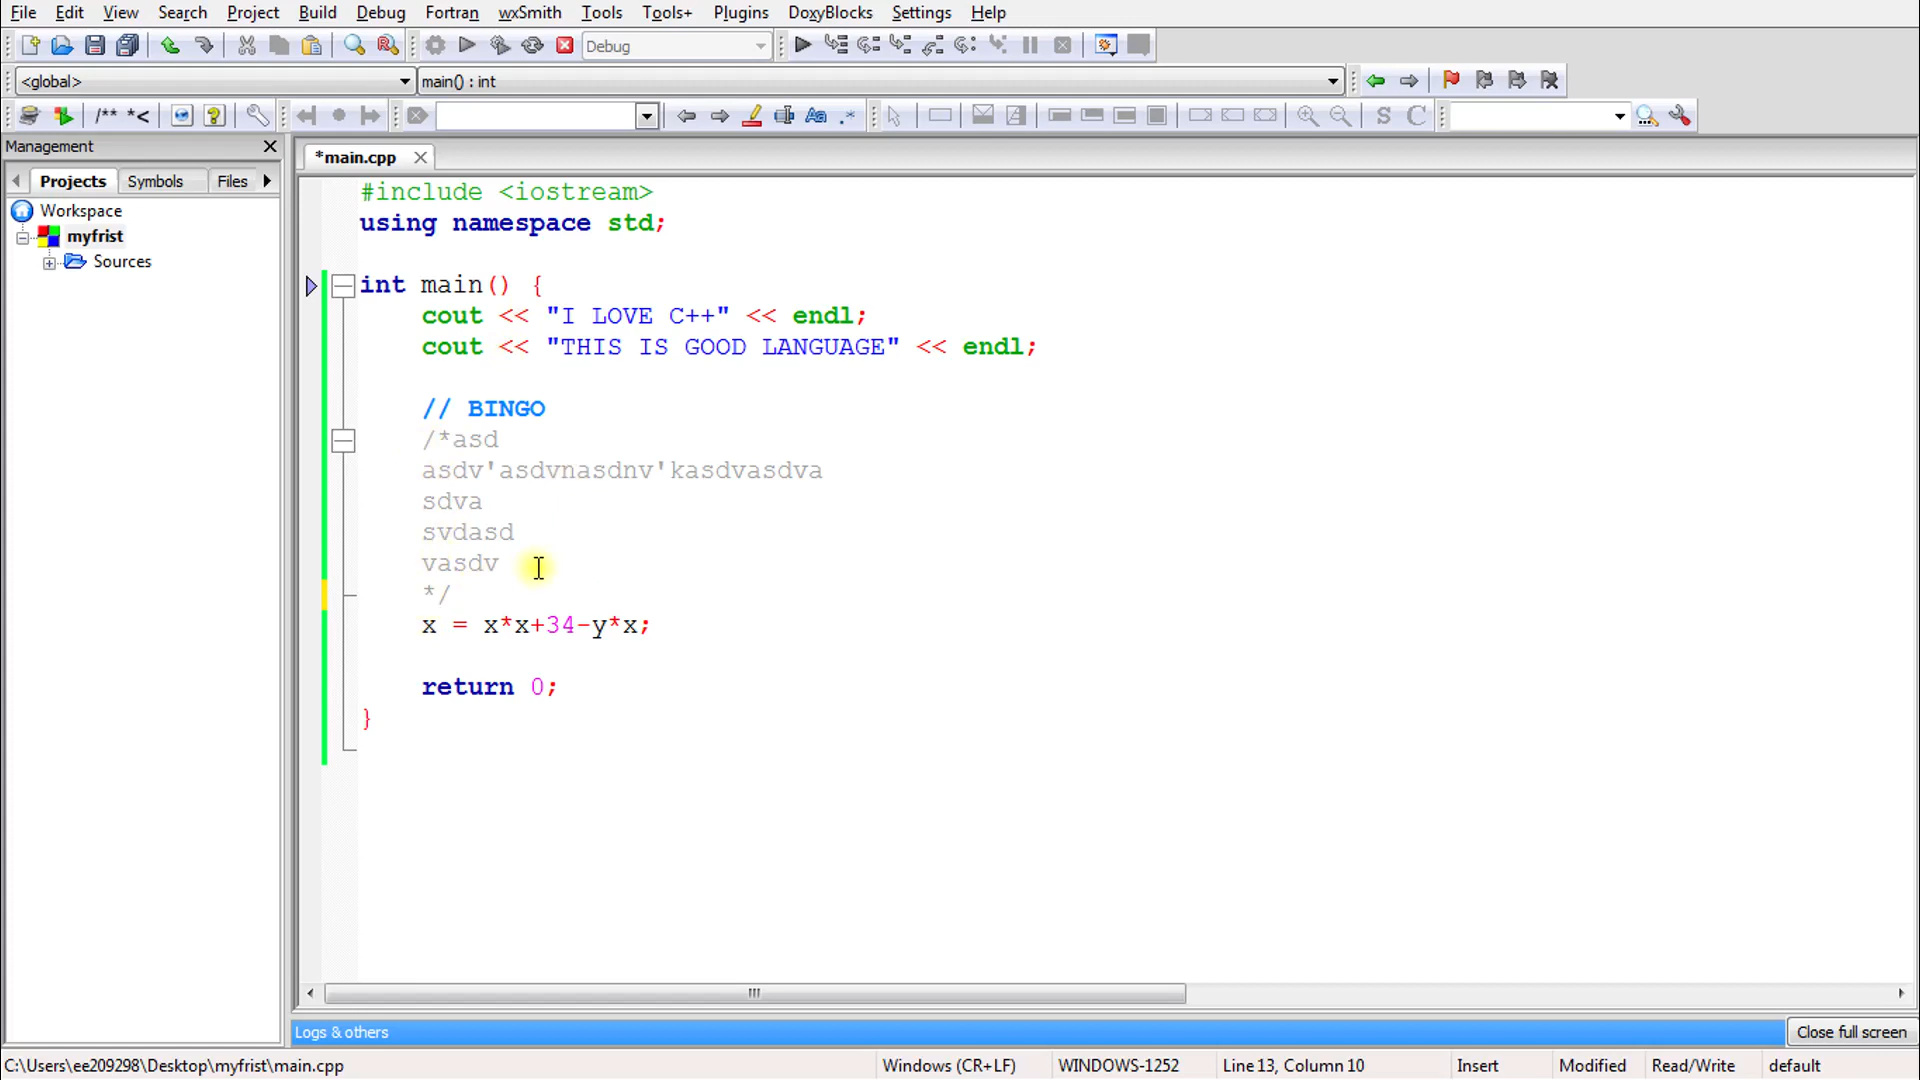 File Edit View Search Project Build Debug Fortran wxSmith Tools Tools+ Plugins DoxyBlocks Settings Help
Debug
<global> main() : int
/** *<
Aa .* S C
Management
*main.cpp
Projects Symbols Files
Workspace
myfrist
Sources
#include <iostream>
using namespace std;
int main() {
cout << "I LOVE C++" << endl;
cout << "THIS IS GOOD LANGUAGE" << endl;
// BINGO
/*asd
asdv'asdvnasdnv'kasdvasdva
sdva
svdasd
vasdv
*/
x = x*x+34-y*x;
return 0;
}
Logs & others Close full screen
C:\Users\ee209298\Desktop\myfrist\main.cpp Windows (CR+LF) WINDOWS-1252 Line 13, Column 10 Insert Modified Read/Write default